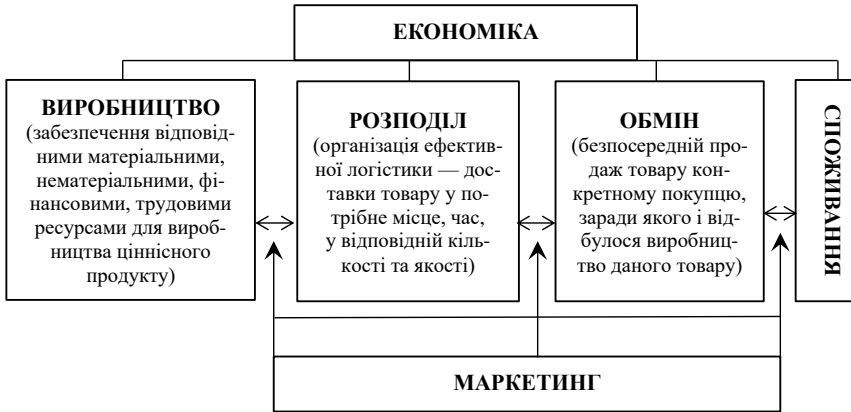 ЕКОНОМІКА
ВИРОБНИЦТВО
(забезпечення відповід-
ними матеріальними,
нематеріальними, фі-
нансовими, трудовими
ресурсами для вироб-
ництва ціннісного
продукту)
РОЗПОДІЛ
(організація ефектив-
ної логістики — дос-
тавки товару у по-
трібне місце, час,
у відповідній кіль-
кості та якості)
ОБМІН
(безпосередній про-
даж товару кон-
кретному покупцю,
заради якого і від-
булося виробниц-
тво даного товару)
СПОЖИВАННЯ
МАРКЕТИНГ